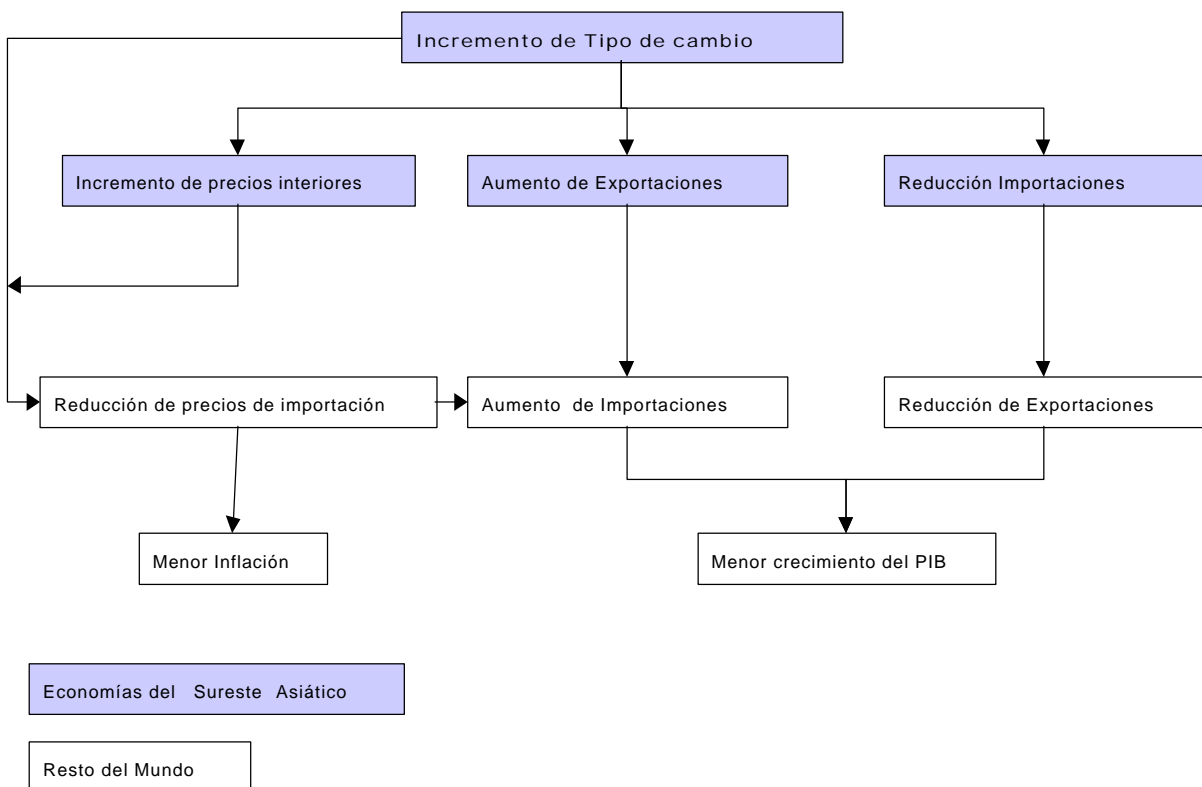 Incremento de Tipo de cambio
Incremento de precios interiores
Aumento de Exportaciones
Reducción Importaciones
Reducción de precios de importación
Aumento de Importaciones
Reducción de Exportaciones
Menor Inflación
Menor crecimiento del PIB
Economías del Sureste Asiático
Resto del Mundo